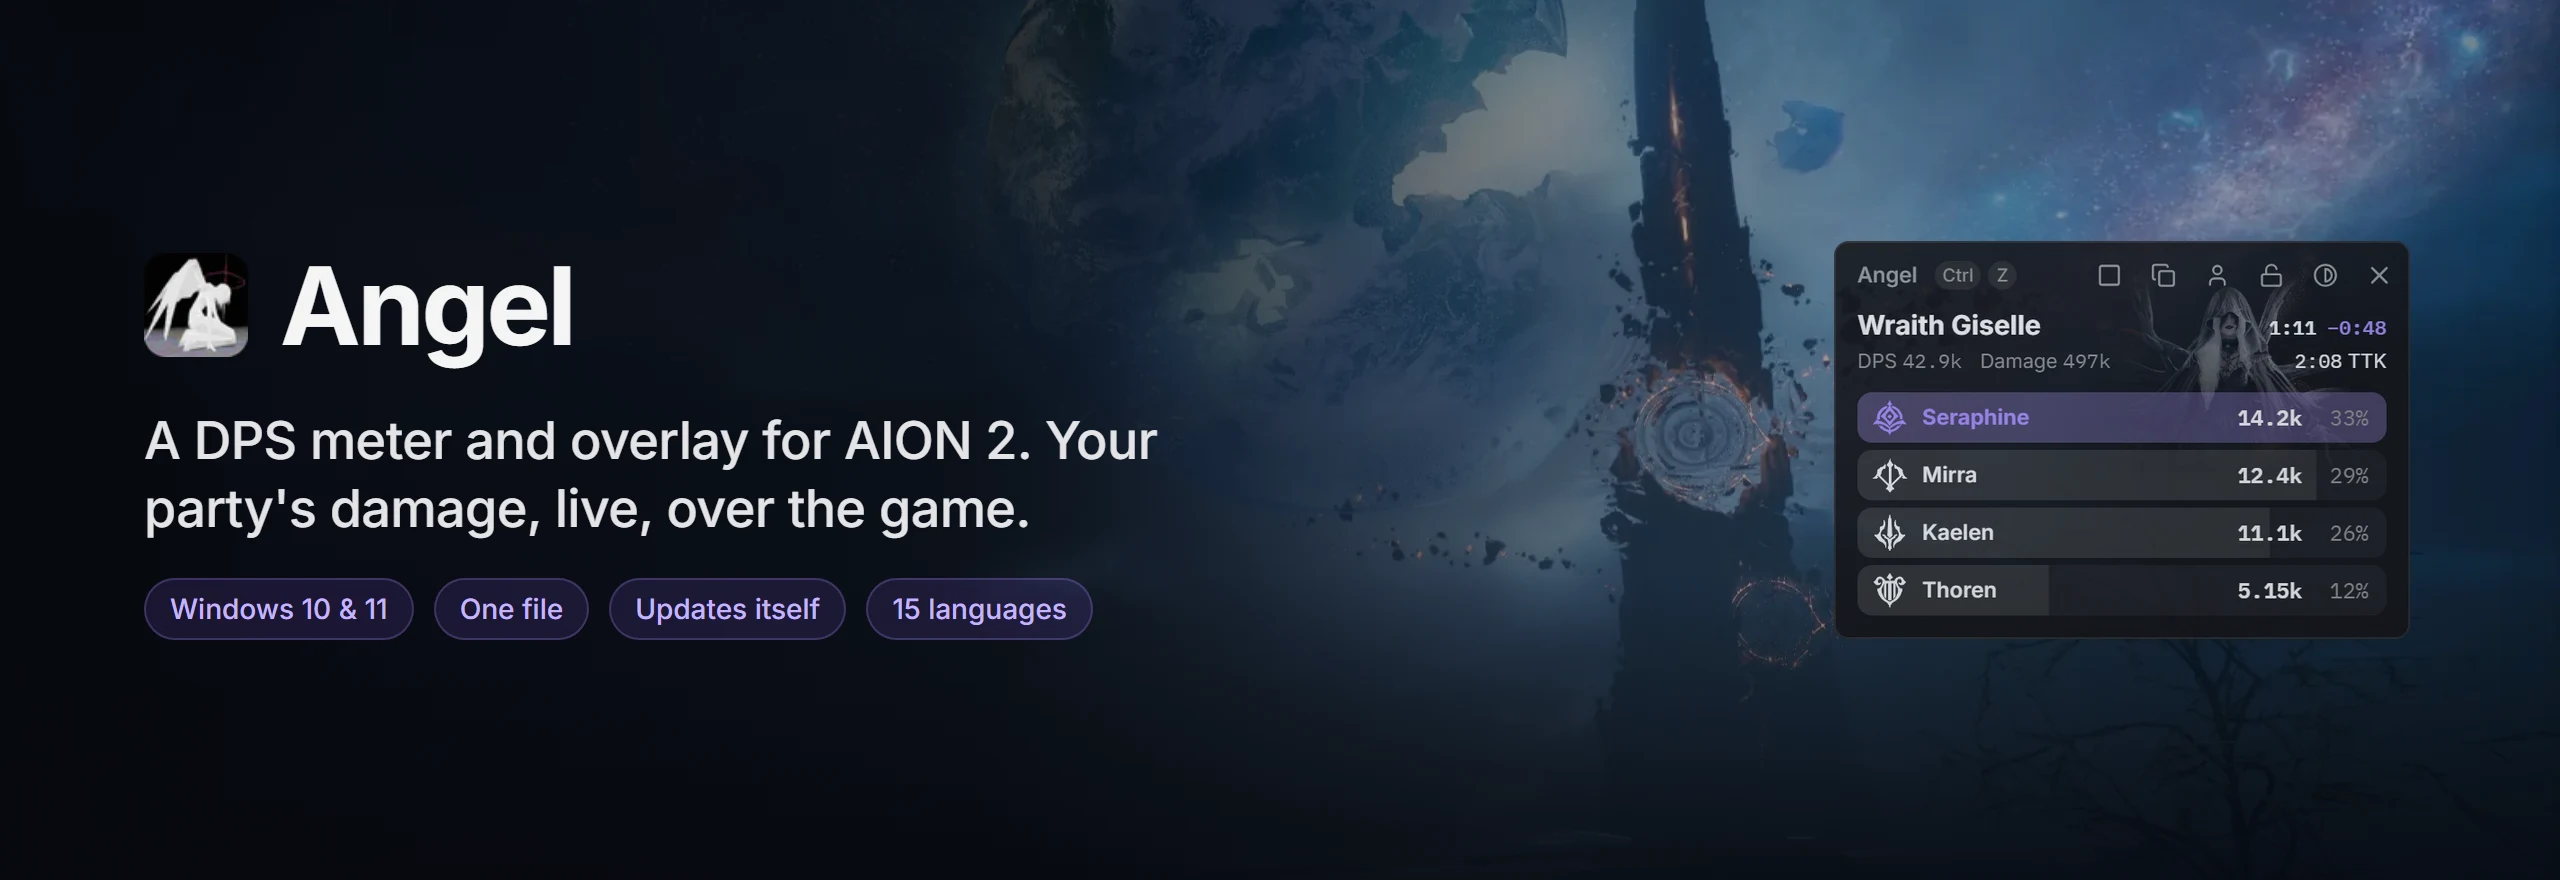 Angel
A DPS meter and overlay for AION 2. Your
party's damage, live, over the game.
Windows 10 & 11
One file
Updates itself
15 languages
Angel Ctrl Z
Wraith Giselle 1:11 -0:48
DPS 42.9k Damage 497k 2:08 TTK
Seraphine 14.2k 33%
Mirra 12.4k 29%
Kaelen 11.1k 26%
Thoren 5.15k 12%